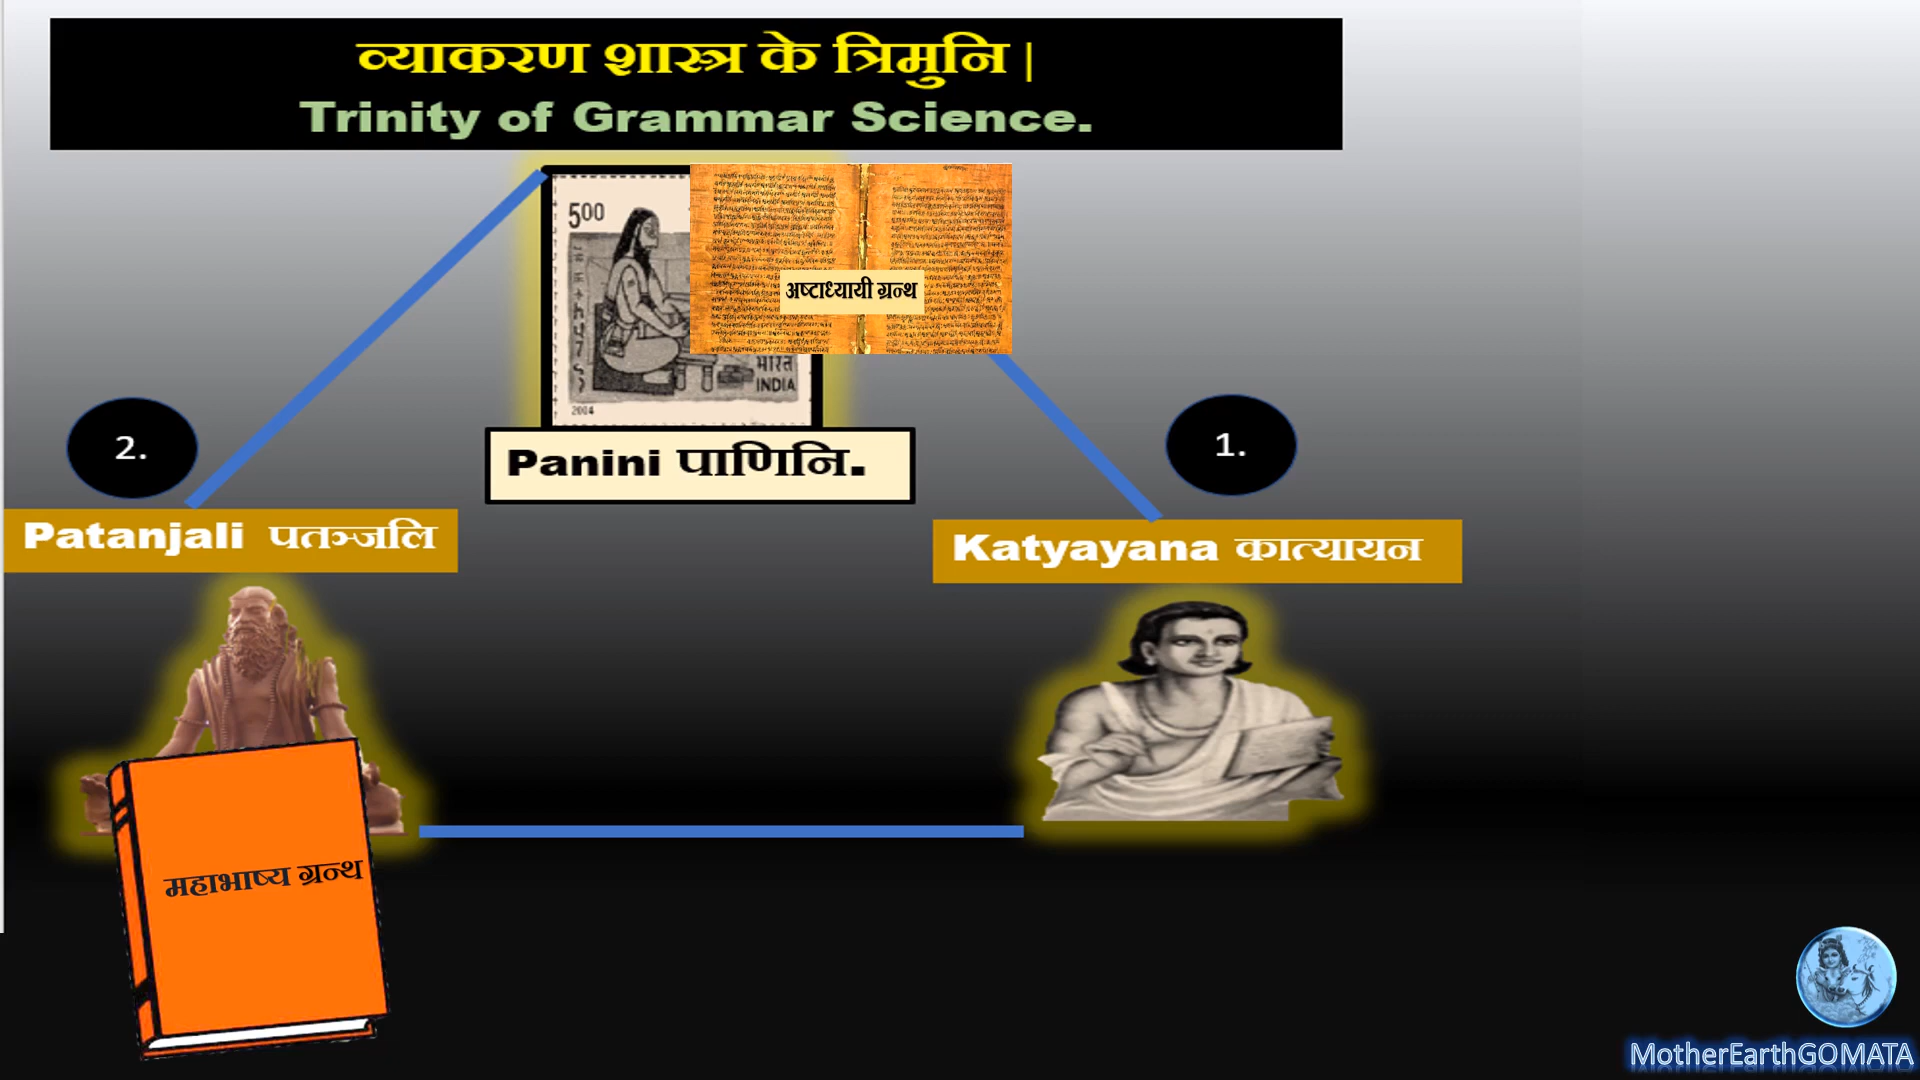 व्याकरण शास्त्र के त्रिमुनि |
Trinity of Grammar Science.
500
अष्टाध्यायी ग्रन्थ
भारत
INDIA
2004
Panini पाणिनि.
2.
1.
Patanjali पतञ्जलि
Katyayana कात्यायन
महाभाष्य ग्रन्थ
MotherEarthGOMATA